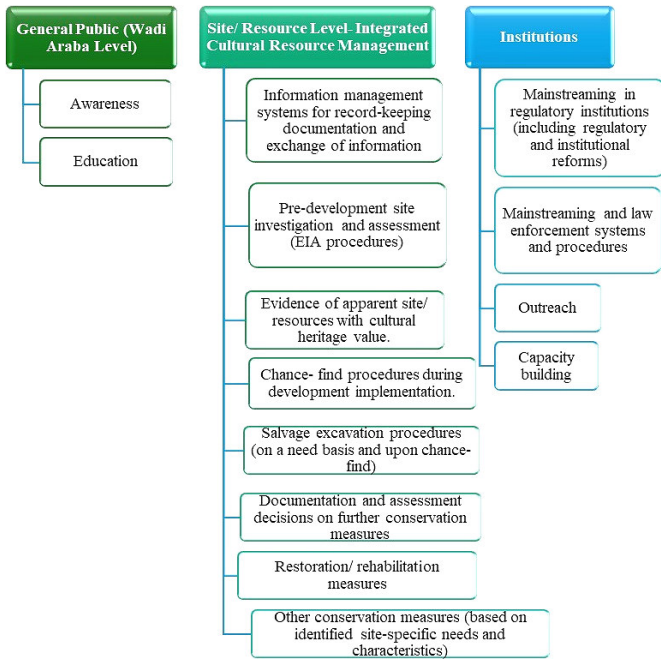 General Public (Wadi
Araba Level)
Awareness
Education
Site/ Resource Level- Integrated
Cultural Resource Management
Information management
systems for record-keeping
documentation and
exchange of information
Pre-development site
investigation and assessment
(EIA procedures)
Evidence of apparent site/
resources with cultural
heritage value.
Chance- find procedures during
development implementation.
Salvage excavation procedures
(on a need basis and upon chance-
find)
Documentation and assessment
decisions on further conservation
measures
Restoration/ rehabilitation
measures
Other conservation measures (based on
identified site-specific needs and
characteristics)
Institutions
Mainstreaming in
regulatory institutions
(including regulatory
and institutional
reforms)
Mainstreaming and law
enforcement systems
and procedures
Outreach
Capacity
building